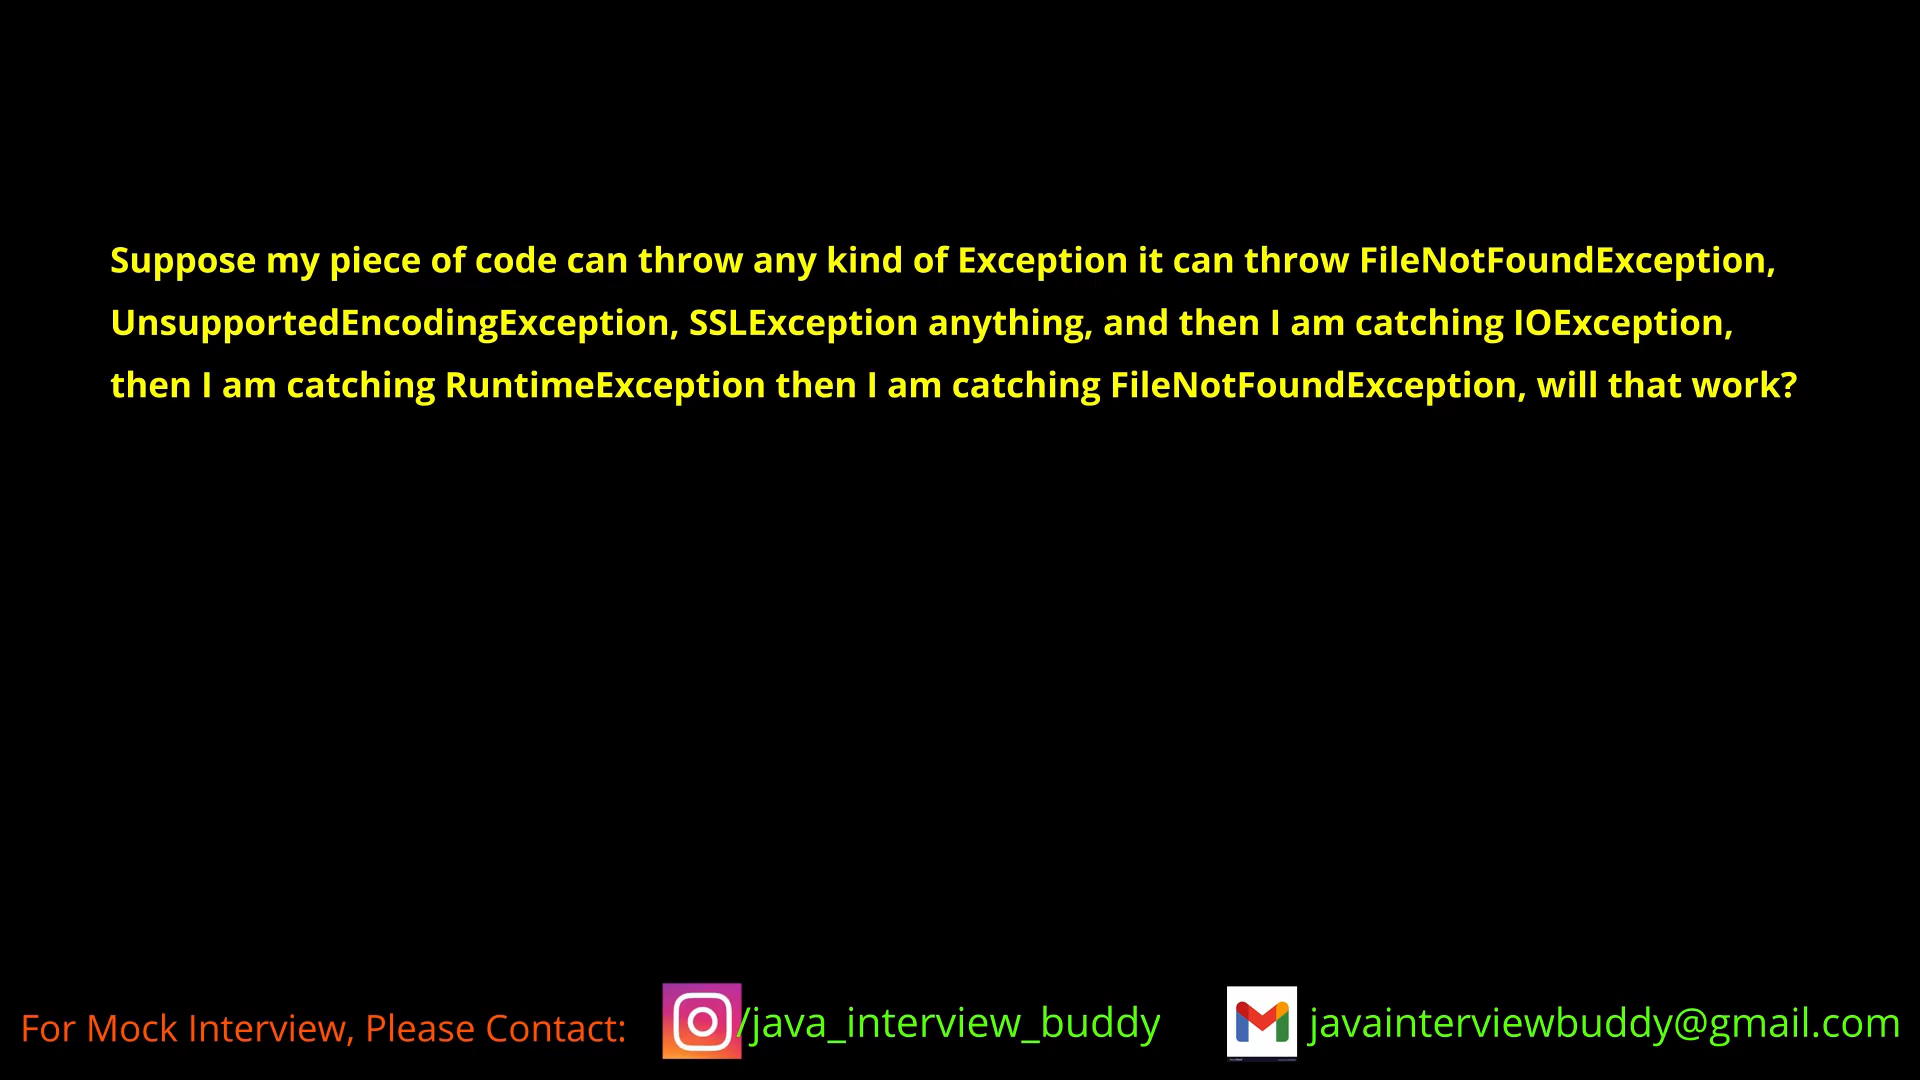 Suppose my piece of code can throw any kind of Exception it can throw FileNotFoundException,
UnsupportedEncodingException, SSLException anything, and then I am catching IOException,
then I am catching RuntimeException then I am catching FileNotFoundException, will that work?
For Mock Interview, Please Contact: /java_interview_buddy javainterviewbuddy@gmail.com